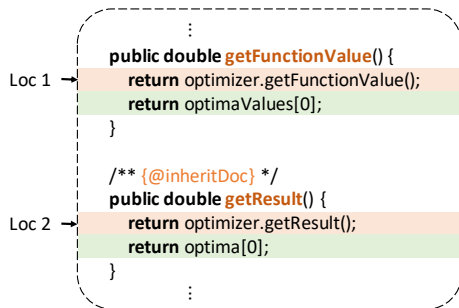 ⋮
public double getFunctionValue() {
Loc 1 return optimizer.getFunctionValue();
return optimaValues[0];
}
/** {@inheritDoc} */
public double getResult() {
Loc 2 return optimizer.getResult();
return optima[0];
}
⋮